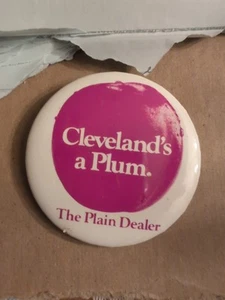 Cleveland's
a Plum.
The Plain Dealer